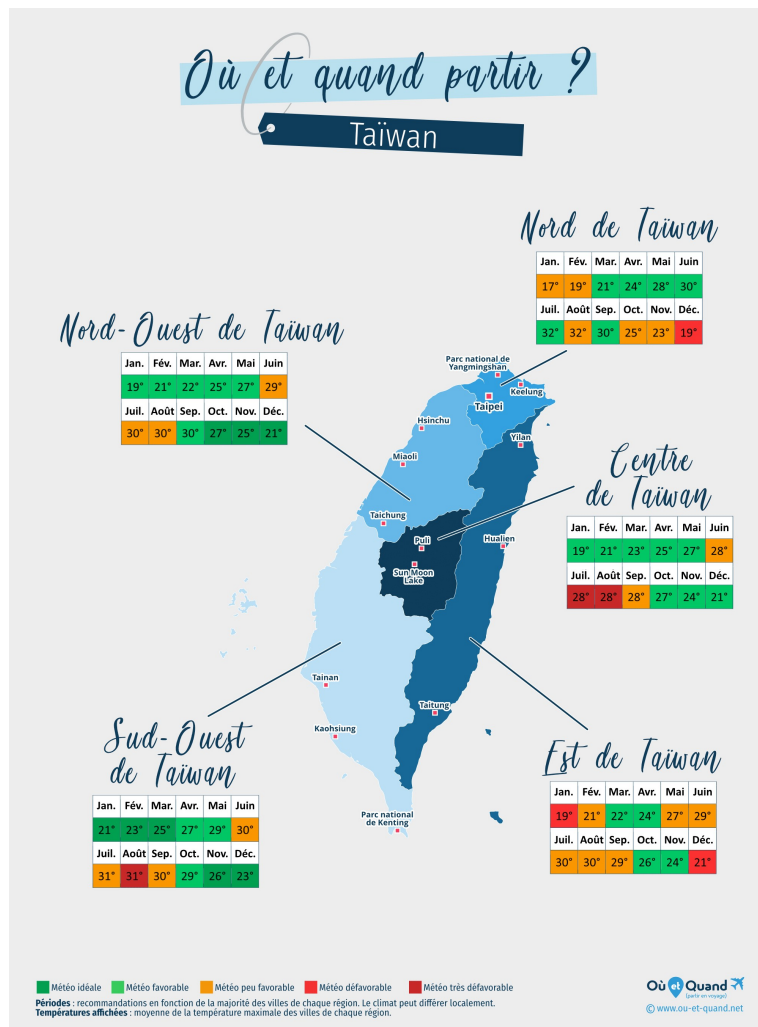 Où et quand partir ?
Taïwan
Nord de Taïwan
Jan. Fév. Mar. Avr. Mai Juin
17° 19° 21° 24° 28° 30°
Juil. Août Sep. Oct. Nov. Déc.
32° 32° 30° 25° 23° 19°
Nord-Ouest de Taïwan
Jan. Fév. Mar. Avr. Mai Juin
19° 21° 22° 25° 27° 29°
Juil. Août Sep. Oct. Nov. Déc.
30° 30° 30° 27° 25° 21°
Parc national de
Yangmingshan
Keelung
Taipei
Hsinchu
Yilan
Miaoli
Centre
de Taïwan
Jan. Fév. Mar. Avr. Mai Juin
19° 21° 23° 25° 27° 28°
Juil. Août Sep. Oct. Nov. Déc.
28° 28° 28° 27° 24° 21°
Taichung
Puli
Hualien
Sun Moon
Lake
Tainan
Taitung
Kaohsiung
Parc national
de Kenting
Sud-Ouest
de Taïwan
Jan. Fév. Mar. Avr. Mai Juin
21° 23° 25° 27° 29° 30°
Juil. Août Sep. Oct. Nov. Déc.
31° 31° 30° 29° 26° 23°
Est de Taïwan
Jan. Fév. Mar. Avr. Mai Juin
19° 21° 22° 24° 27° 29°
Juil. Août Sep. Oct. Nov. Déc.
30° 30° 29° 26° 24° 21°
Météo idéale Météo favorable Météo peu favorable Météo défavorable Météo très défavorable
Périodes : recommandations en fonction de la majorité des villes de chaque région. Le climat peut différer localement.
Températures affichées : moyenne de la température maximale des villes de chaque région.
Où et Quand
(partir en voyage)
© www.ou-et-quand.net